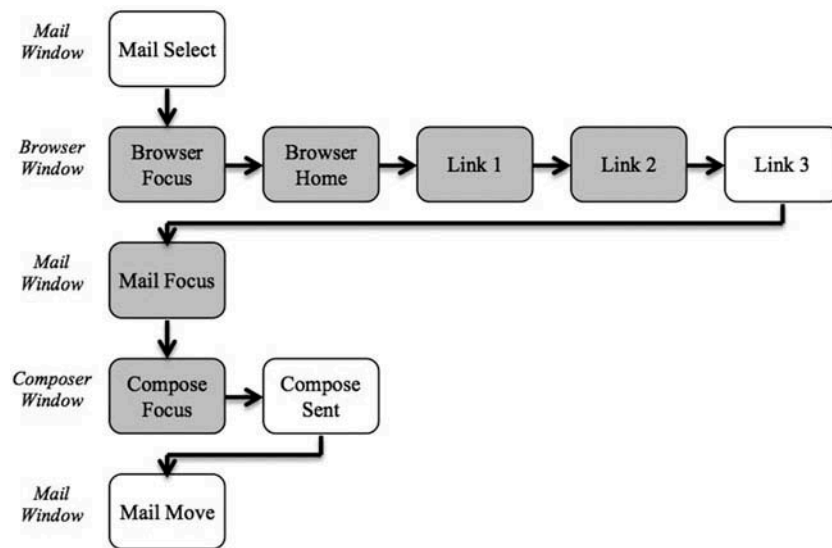 Mail
Window
Mail Select
Browser
Window
Browser
Focus
Browser
Home
Link 1
Link 2
Link 3
Mail
Window
Mail Focus
Composer
Window
Compose
Focus
Compose
Sent
Mail
Window
Mail Move